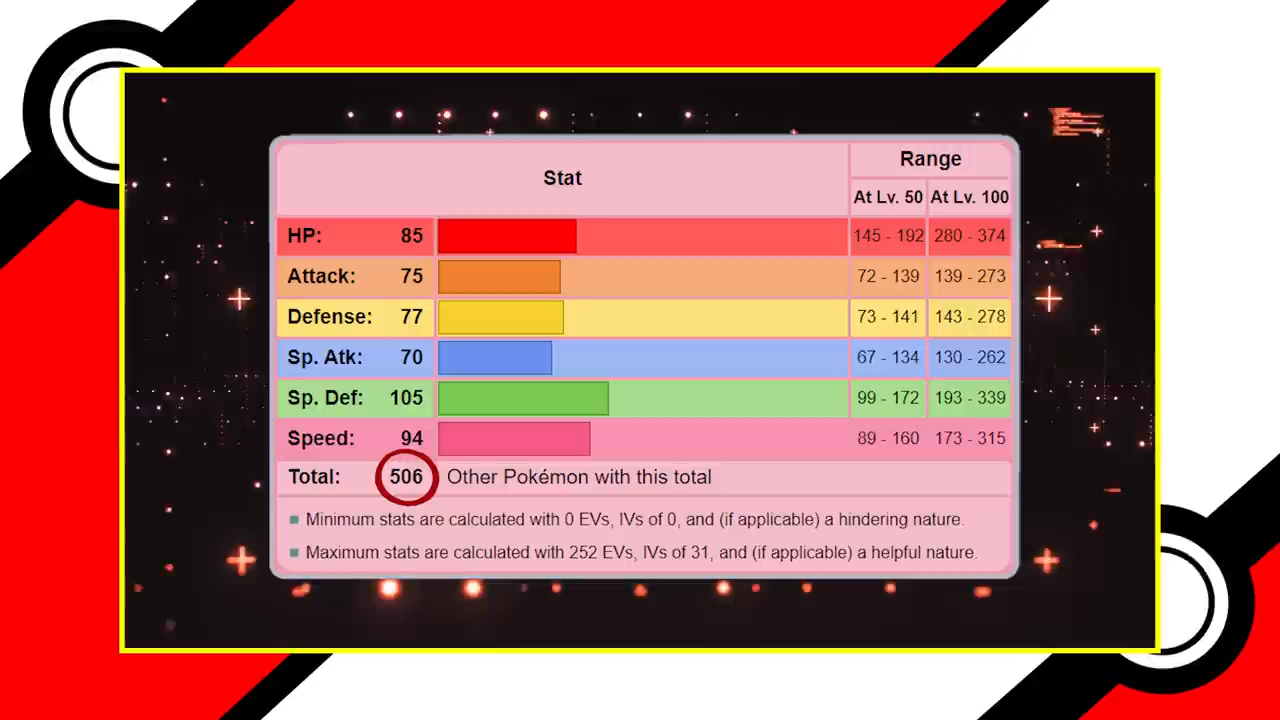 Stat Range
At Lv. 50 At Lv. 100
HP: 85 145 - 192 280 - 374
Attack: 75 72 - 139 139 - 273
Defense: 77 73 - 141 143 - 278
Sp. Atk: 70 67 - 134 130 - 262
Sp. Def: 105 99 - 172 193 - 339
Speed: 94 89 - 160 173 - 315
Total: 506 Other Pokémon with this total
Minimum stats are calculated with 0 EVs, IVs of 0, and (if applicable) a hindering nature.
Maximum stats are calculated with 252 EVs, IVs of 31, and (if applicable) a helpful nature.